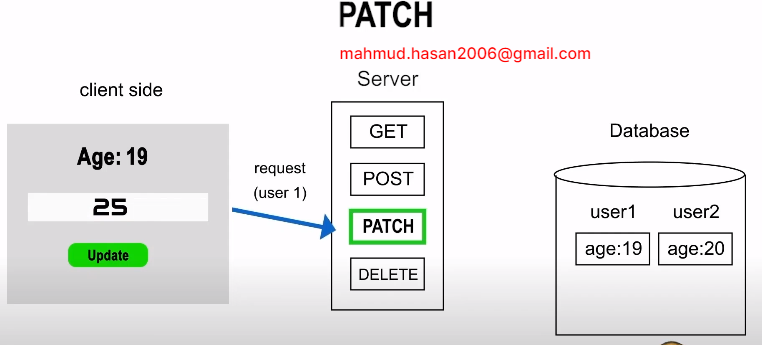 PATCH
mahmud.hasan2006@gmail.com
client side
Age: 19
25
Update
request
(user 1)
Server
GET
POST
PATCH
DELETE
Database
user1 user2
age:19 age:20